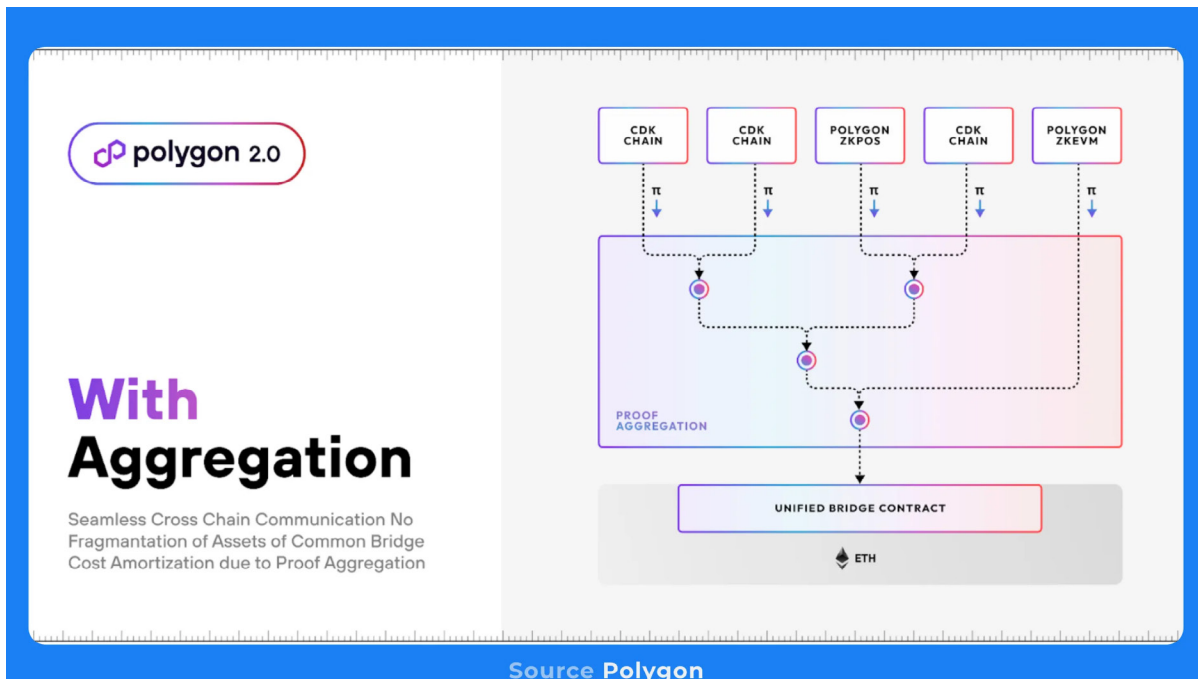 polygon 2.0
With
Aggregation
Seamless Cross Chain Communication No
Fragmantation of Assets of Common Bridge
Cost Amortization due to Proof Aggregation
CDK
CHAIN
CDK
CHAIN
POLYGON
ZKPOS
CDK
CHAIN
POLYGON
ZKEVM
π
π
π
π
π
PROOF
AGGREGATION
UNIFIED BRIDGE CONTRACT
ETH
Source Polygon